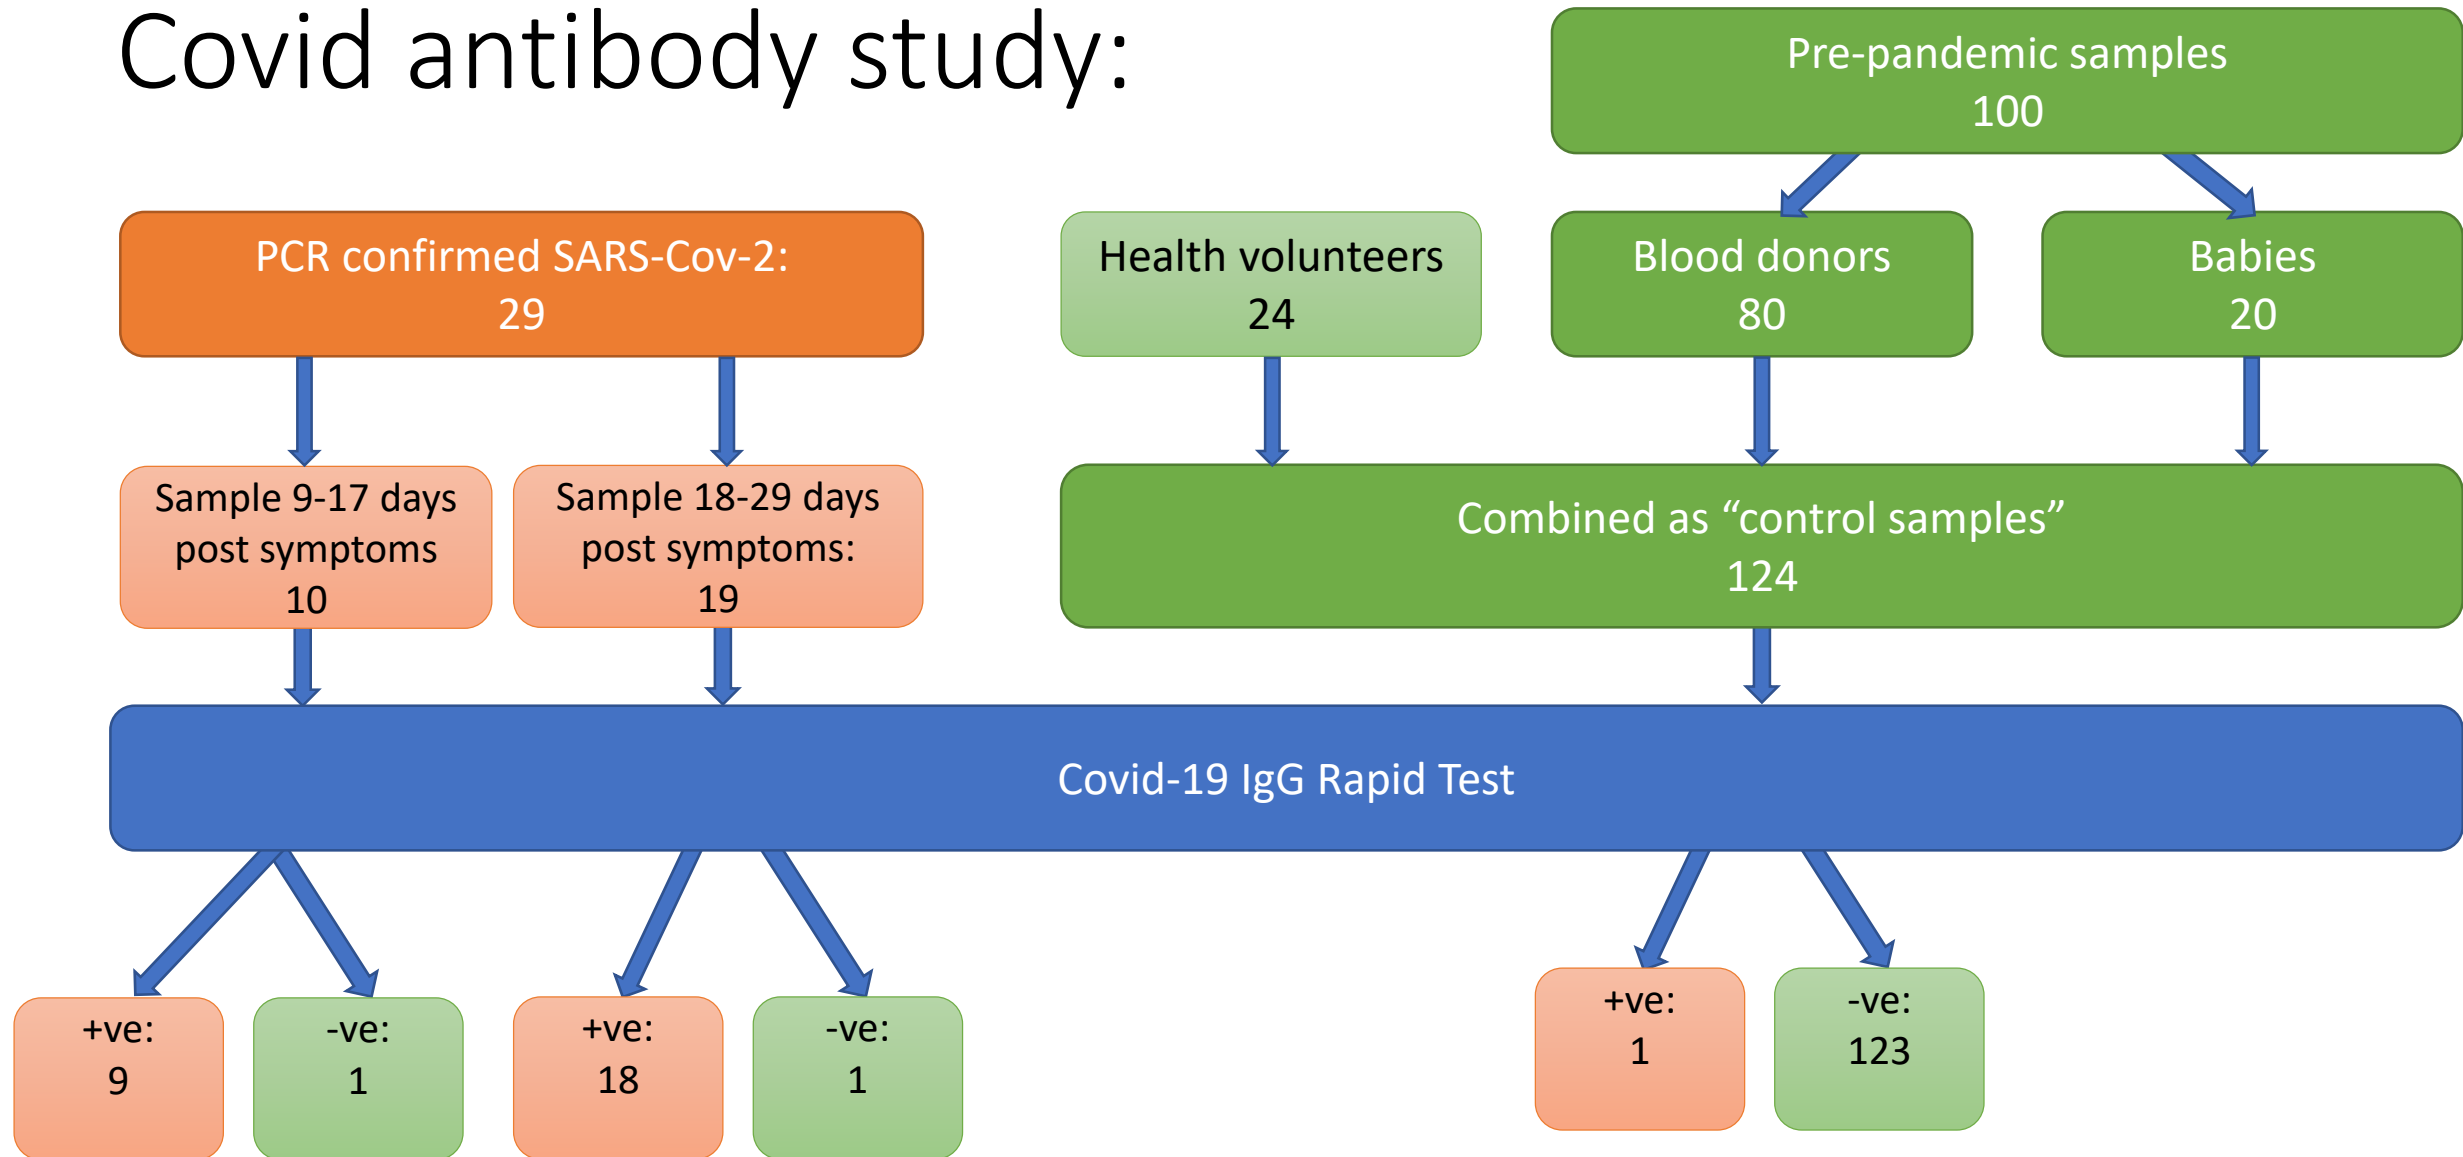 Covid antibody study:
Pre-pandemic samples
100
PCR confirmed SARS-Cov-2:
29
Health volunteers
24
Blood donors
80
Babies
20
Sample 9-17 days
post symptoms
10
Sample 18-29 days
post symptoms:
19
Combined as “control samples”
124
Covid-19 IgG Rapid Test
+ve:
9
-ve:
1
+ve:
18
-ve:
1
+ve:
1
-ve:
123